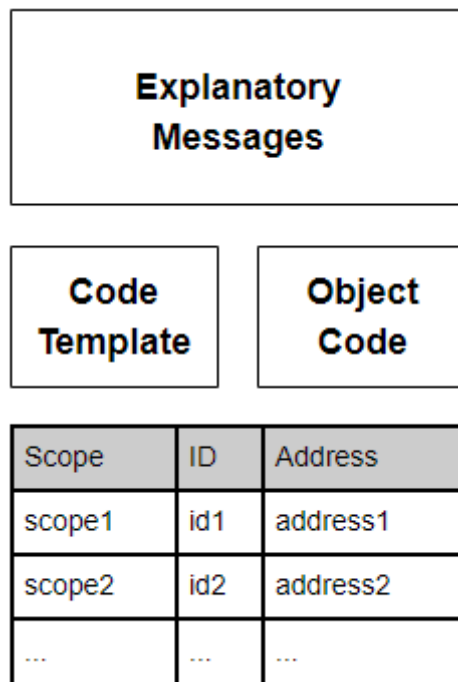 Explanatory
Messages
Code
Template
Object
Code
Scope ID Address
scope1 id1 address1
scope2 id2 address2
... ... ...